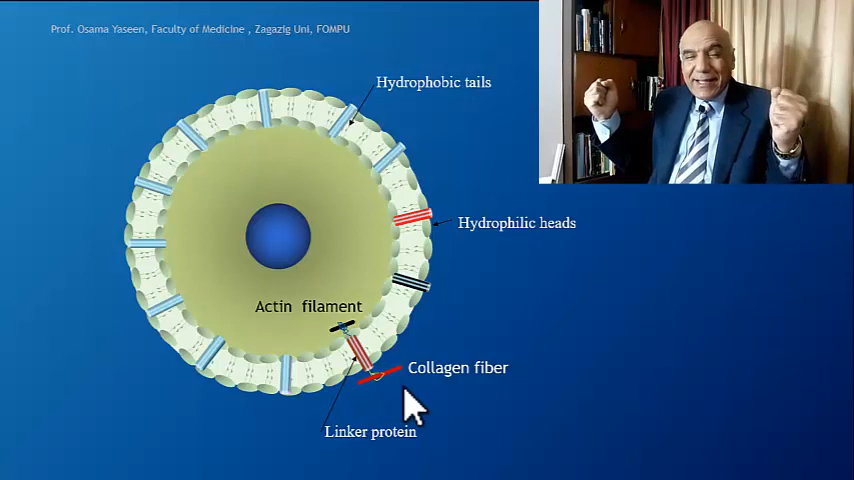 Prof. Osama Yaseen, Faculty of Medicine , Zagazig Uni, FOMPU
Hydrophobic tails
Hydrophilic heads
Actin filament
Collagen fiber
Linker protein